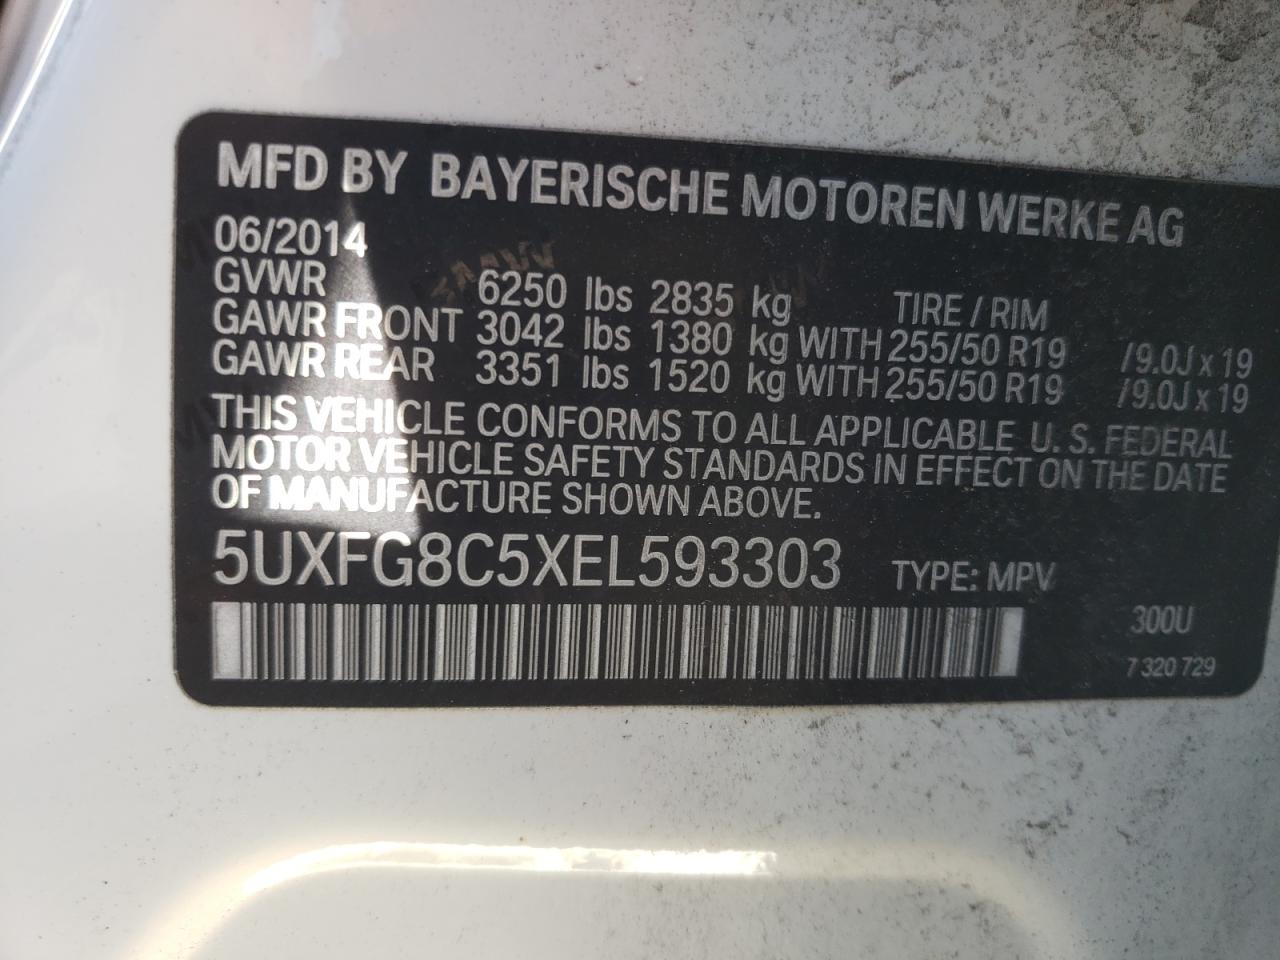 MFD BY BAYERISCHE MOTOREN WERKE AG
06/2014
GVWR 6250 lbs 2835 kg TIRE / RIM
GAWR FRONT 3042 lbs 1380 kg WITH 255/50 R19 /9.0J x 19
GAWR REAR 3351 lbs 1520 kg WITH 255/50 R19 /9.0J x 19
THIS VEHICLE CONFORMS TO ALL APPLICABLE U. S. FEDERAL
MOTOR VEHICLE SAFETY STANDARDS IN EFFECT ON THE DATE
OF MANUFACTURE SHOWN ABOVE.
5UXFG8C5XEL593303 TYPE: MPV
300U
7 320 729